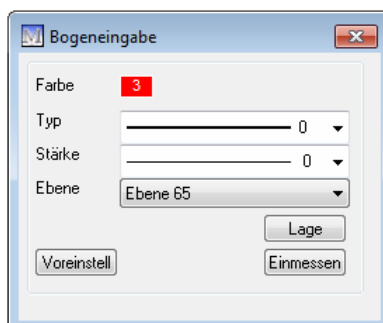 Bogeneingabe
Farbe 3
Typ 0
Stärke 0
Ebene Ebene 65
Lage
Voreinstell Einmessen